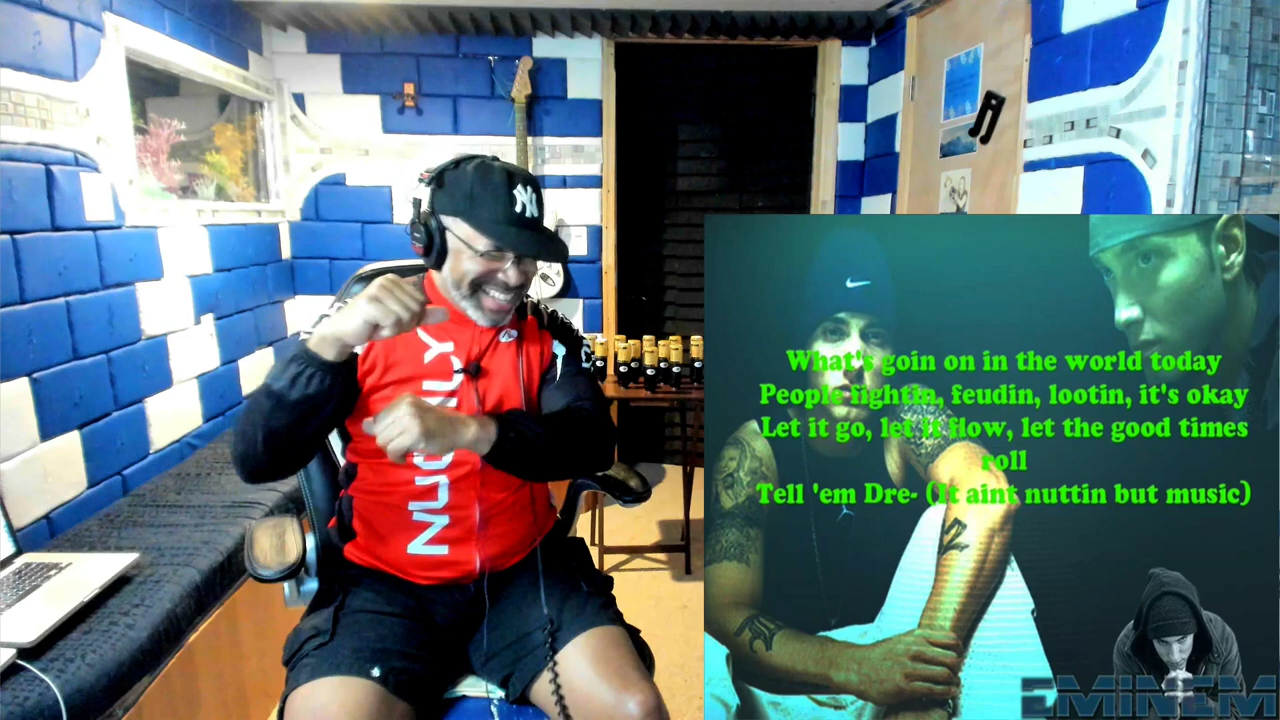 NY
NUCKILY
What's goin on in the world today
People fightin, feudin, lootin, it's okay
Let it go, let it flow, let the good times
roll
Tell 'em Dre- (It aint nuttin but music)
EMINEM